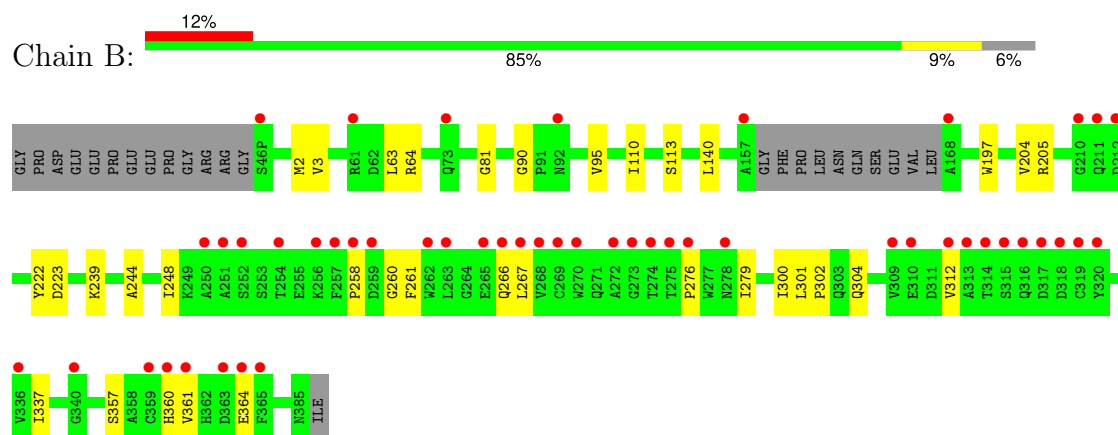 12%
Chain B:
85% 9% 6%
GLY PRO ASP GLU GLU PRO GLY GLU GLU PRO GLY ARG ARG GLY S46P M2 V3 R61 D62 L63 R64 Q73 G81 G90 P91 N92 V95 I110 S113 L140 A157 GLY PHE PRO LEU ASN GLN SER GLU VAL LEU A168 W197 V204 R205 G210 Q211 D212
Y222 D223 K239 A244 I248 K249 A250 A251 S252 S253 T254 E255 K256 F257 P258 D259 G260 F261 W262 L263 G264 E265 Q266 L267 V268 C269 W270 Q271 A272 G273 T274 T275 P276 W277 N278 I279 I300 L301 P302 Q303 Q304 V309 E310 D311 V312 A313 T314 S315 Q316 D317 D318 C319 Y320
V336 I337 G340 S357 A358 C359 H360 V361 H362 D363 E364 F365 N385 ILE